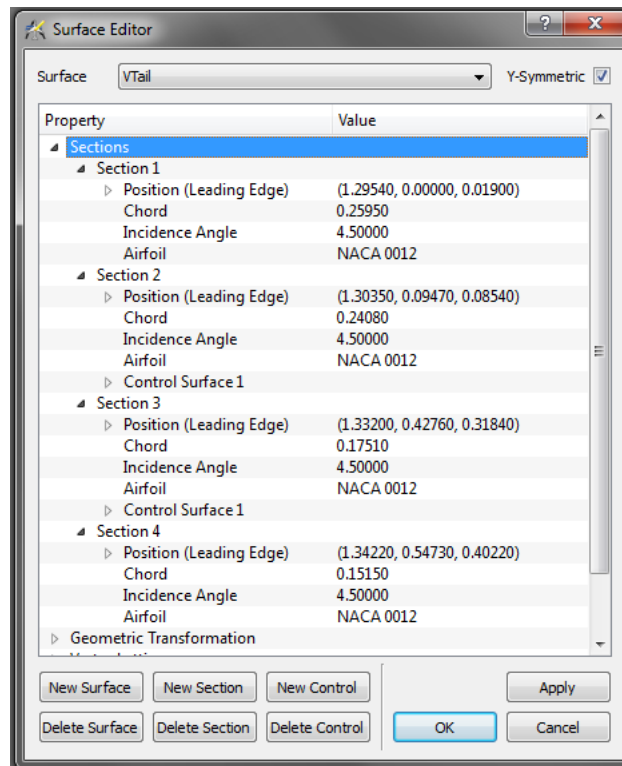 Surface Editor
Surface VTail Y-Symmetric
Property Value
Sections
Section 1
Position (Leading Edge) (1.29540, 0.00000, 0.01900)
Chord 0.25950
Incidence Angle 4.50000
Airfoil NACA 0012
Section 2
Position (Leading Edge) (1.30350, 0.09470, 0.08540)
Chord 0.24080
Incidence Angle 4.50000
Airfoil NACA 0012
Control Surface 1
Section 3
Position (Leading Edge) (1.33200, 0.42760, 0.31840)
Chord 0.17510
Incidence Angle 4.50000
Airfoil NACA 0012
Control Surface 1
Section 4
Position (Leading Edge) (1.34220, 0.54730, 0.40220)
Chord 0.15150
Incidence Angle 4.50000
Airfoil NACA 0012
Geometric Transformation
New Surface New Section New Control Apply
Delete Surface Delete Section Delete Control OK Cancel